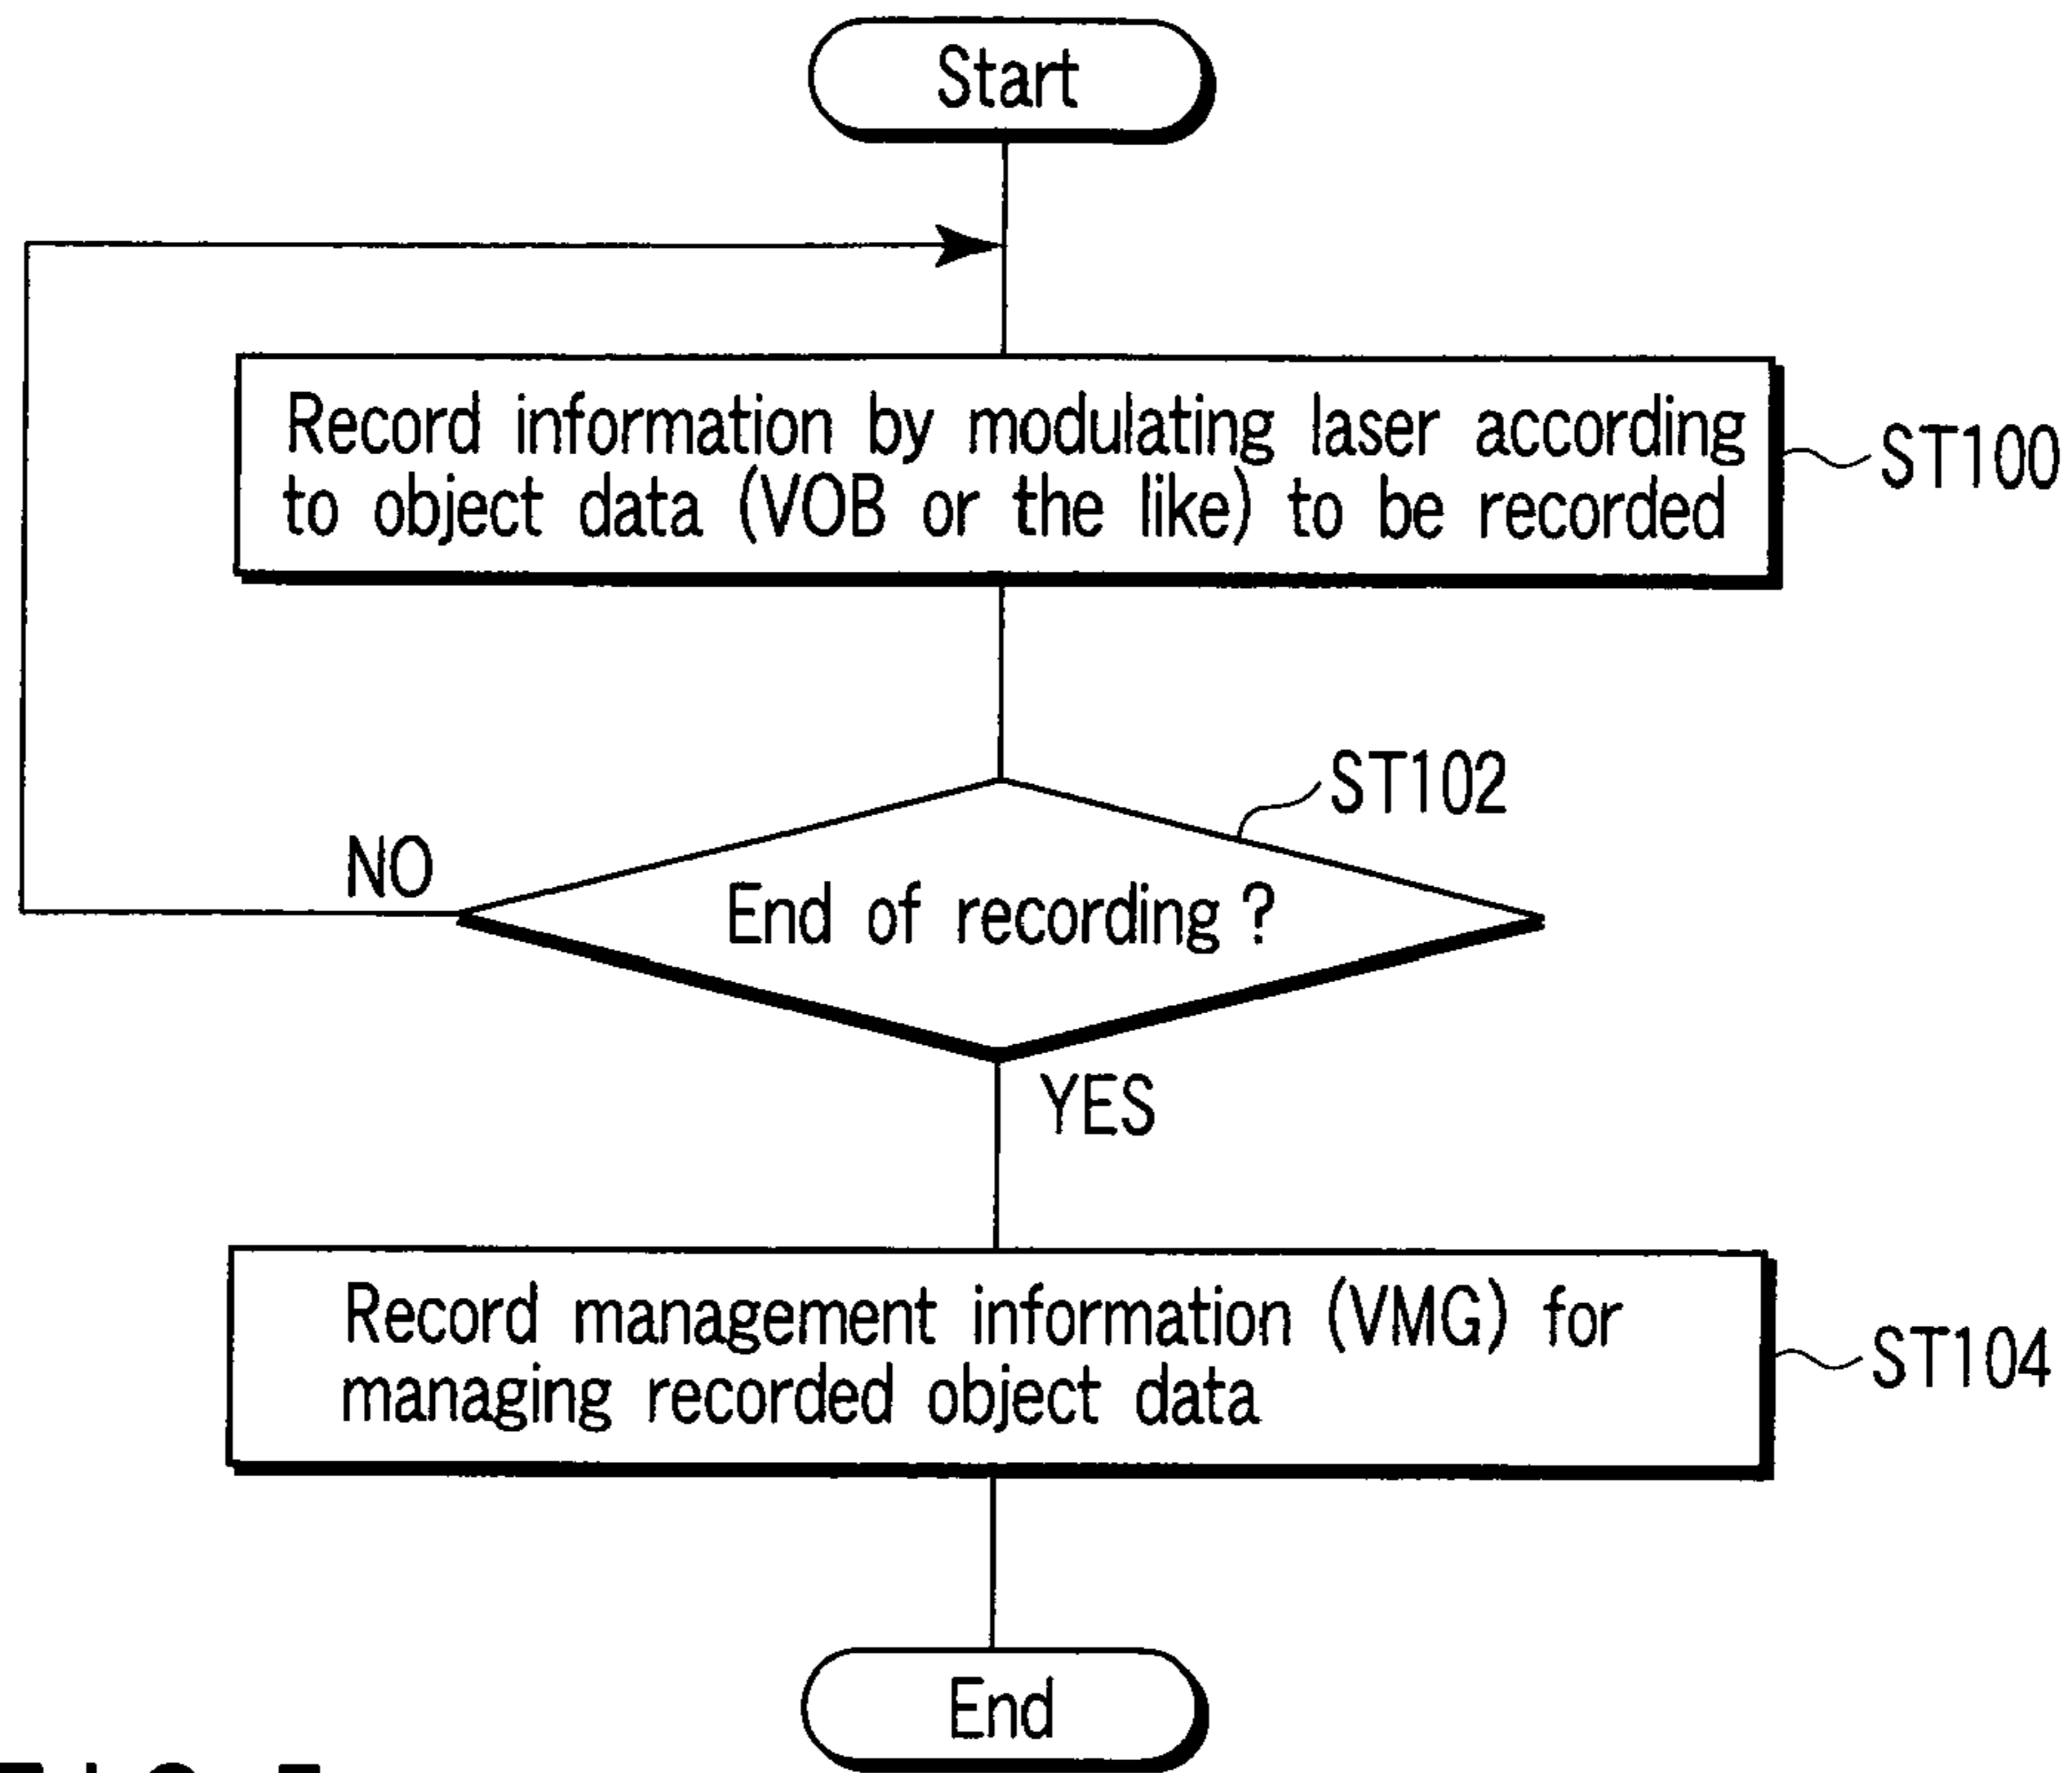 Start
Record information by modulating laser according
to object data (VOB or the like) to be recorded
ST100
ST102
NO
End of recording ?
YES
Record management information (VMG) for
managing recorded object data
ST104
End